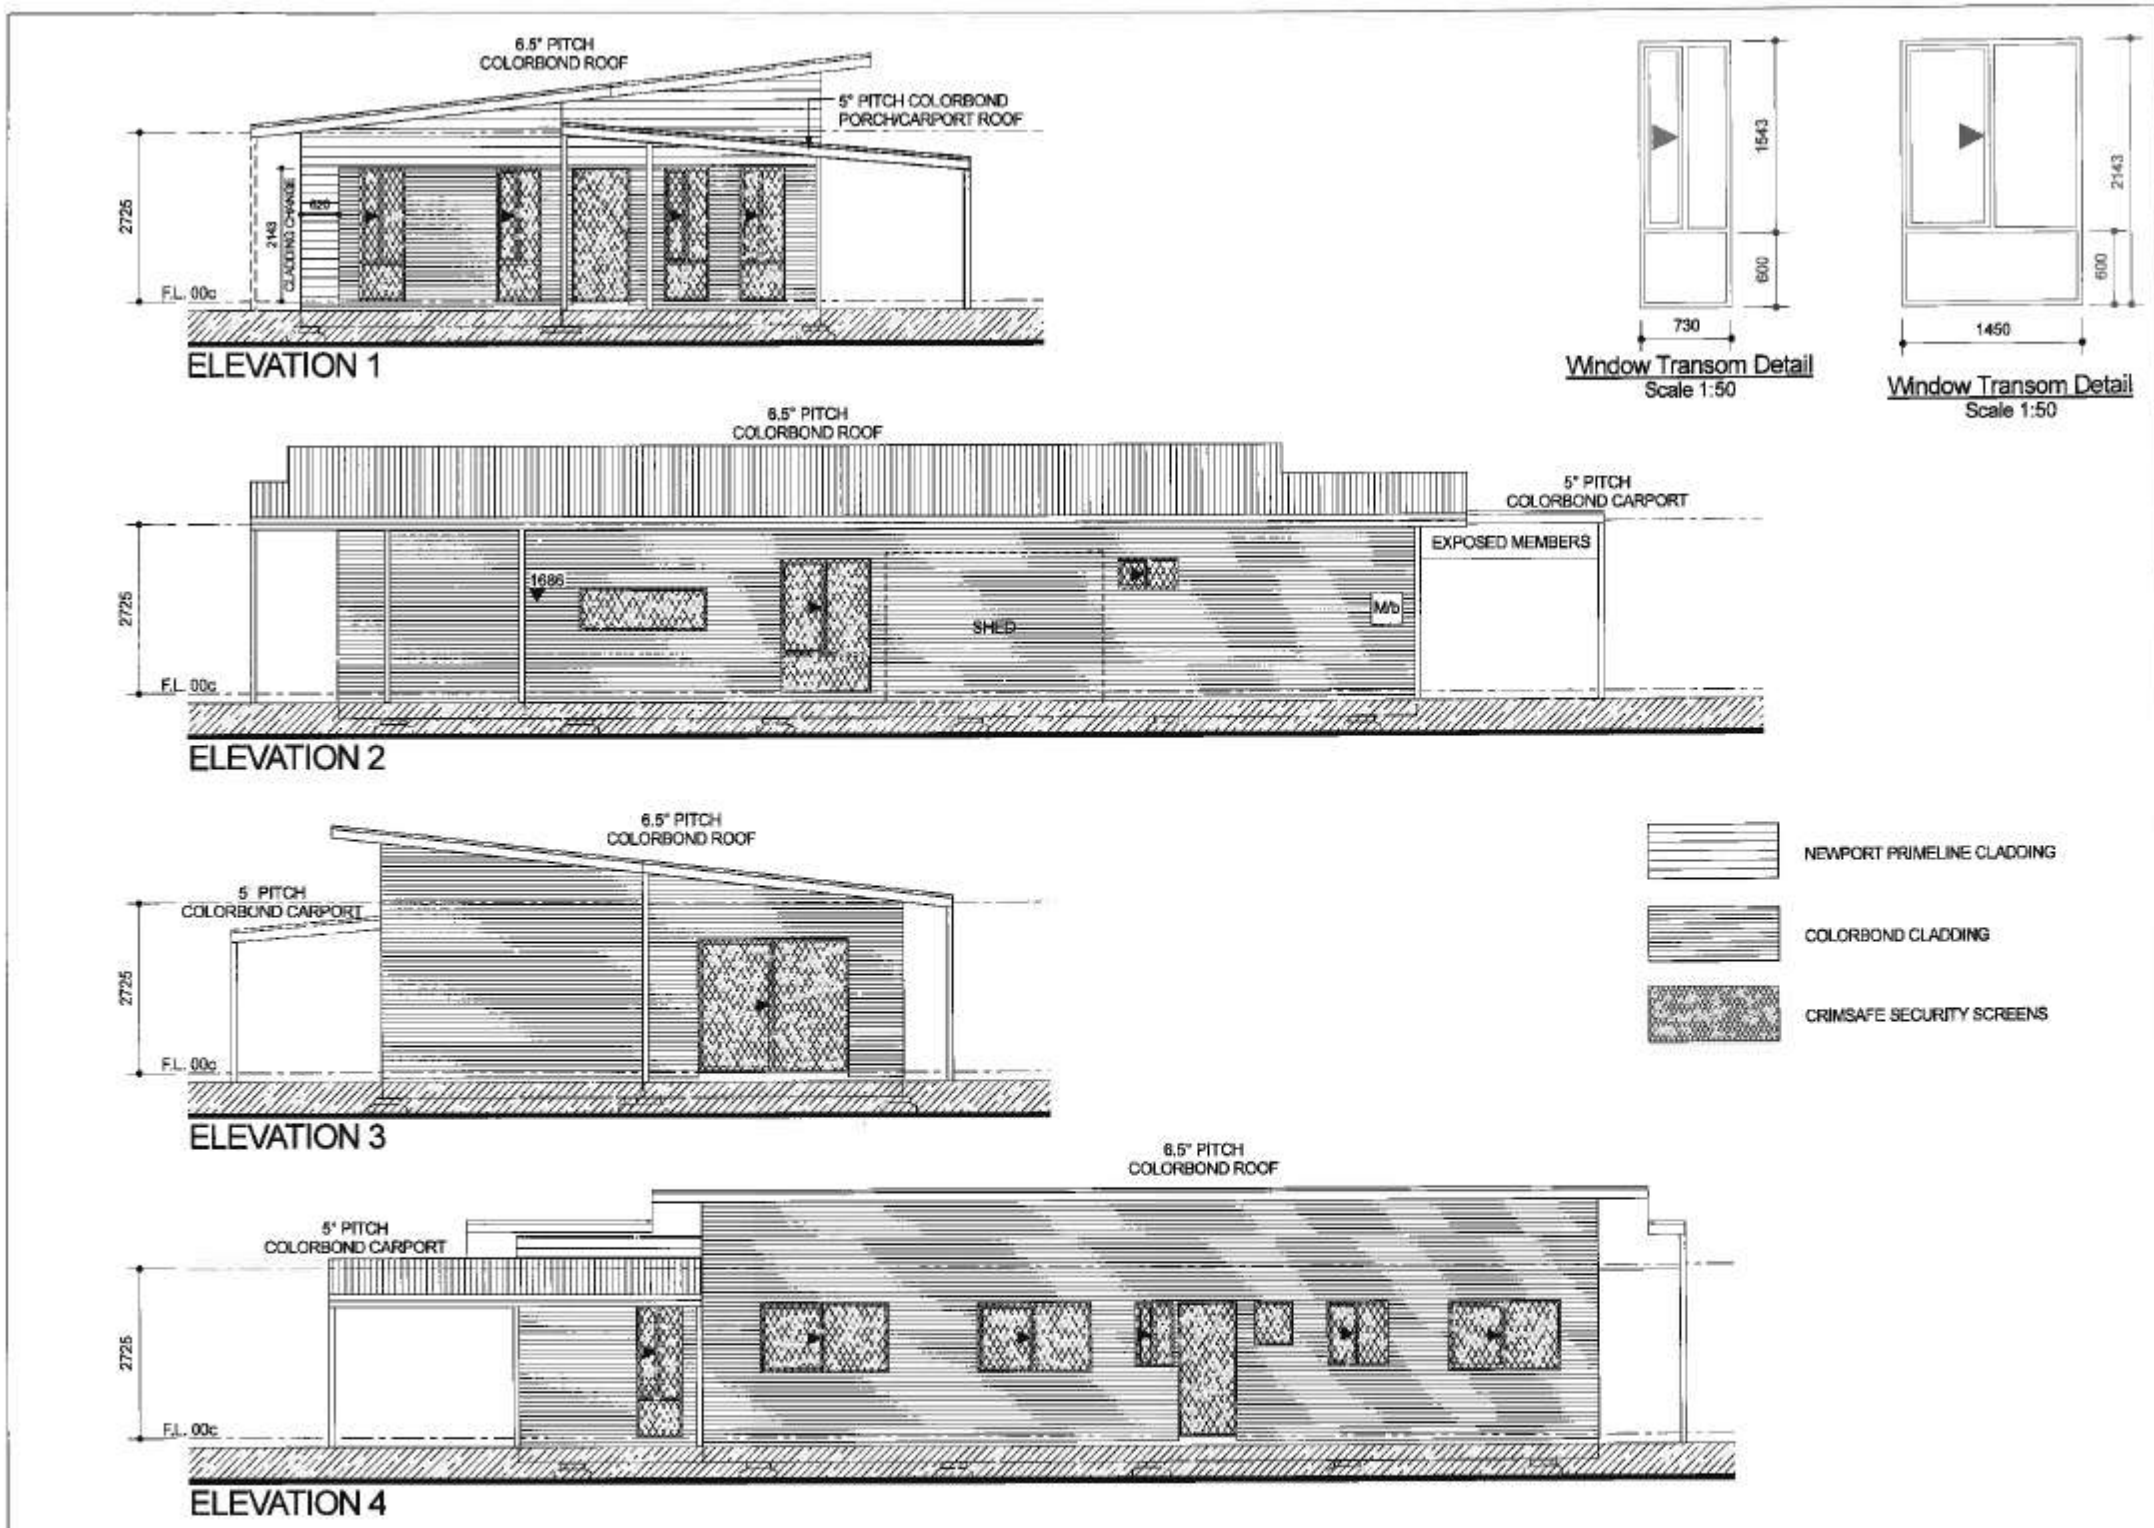 6.5° PITCH
COLORBOND ROOF
5° PITCH COLORBOND
PORCH/CARPORT ROOF
2725
2143
CLADDING CHANGE
620
F.L. 00c
ELEVATION 1
1543
600
730
Window Transom Detail
Scale 1:50
2143
600
1450
Window Transom Detail
Scale 1:50
6.5° PITCH
COLORBOND ROOF
5° PITCH
COLORBOND CARPORT
EXPOSED MEMBERS
2725
1686
SHED
M/b
F.L. 00c
ELEVATION 2
6.5° PITCH
COLORBOND ROOF
5° PITCH
COLORBOND CARPORT
2725
F.L. 00c
ELEVATION 3
NEWPORT PRIMELINE CLADDING
COLORBOND CLADDING
CRIMSAFE SECURITY SCREENS
6.5° PITCH
COLORBOND ROOF
5° PITCH
COLORBOND CARPORT
2725
F.L. 00c
ELEVATION 4